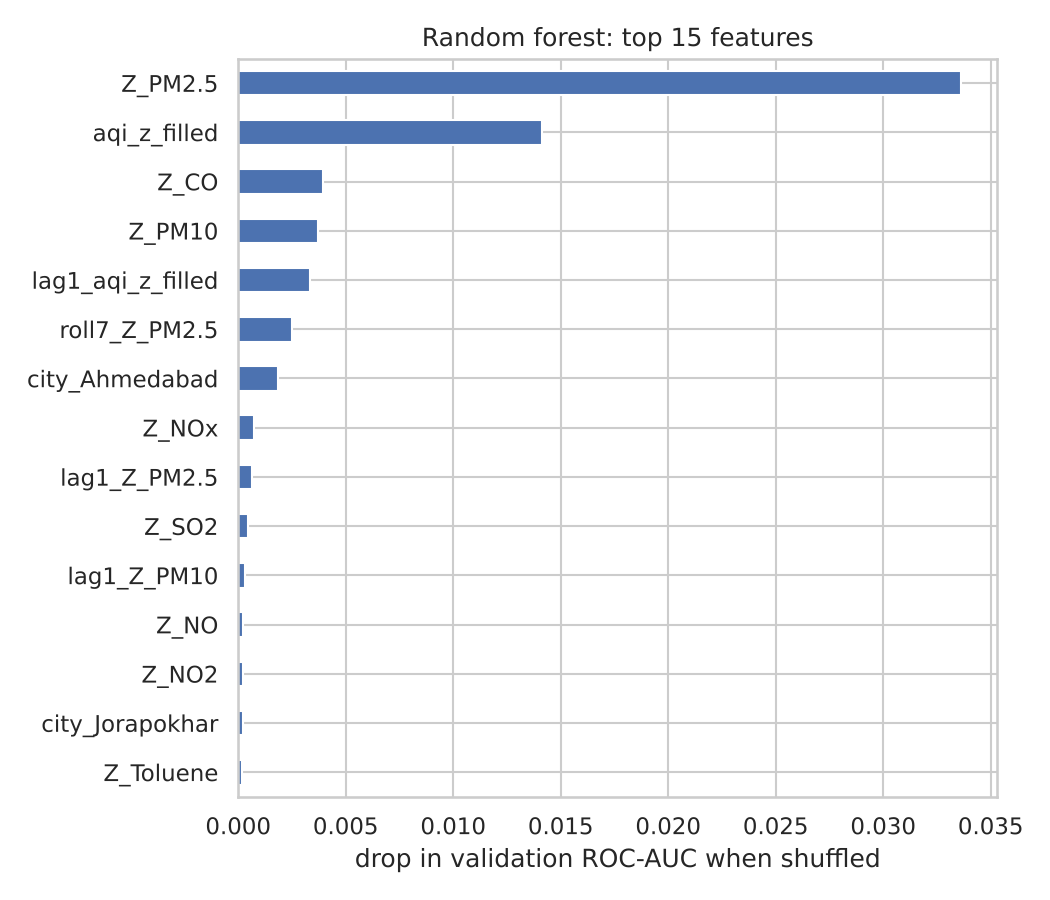 Random forest: top 15 features
Z_PM2.5
aqi_z_filled
Z_CO
Z_PM10
lag1_aqi_z_filled
roll7_Z_PM2.5
city_Ahmedabad
Z_NOx
lag1_Z_PM2.5
Z_SO2
lag1_Z_PM10
Z_NO
Z_NO2
city_Jorapokhar
Z_Toluene
0.000 0.005 0.010 0.015 0.020 0.025 0.030 0.035
drop in validation ROC-AUC when shuffled